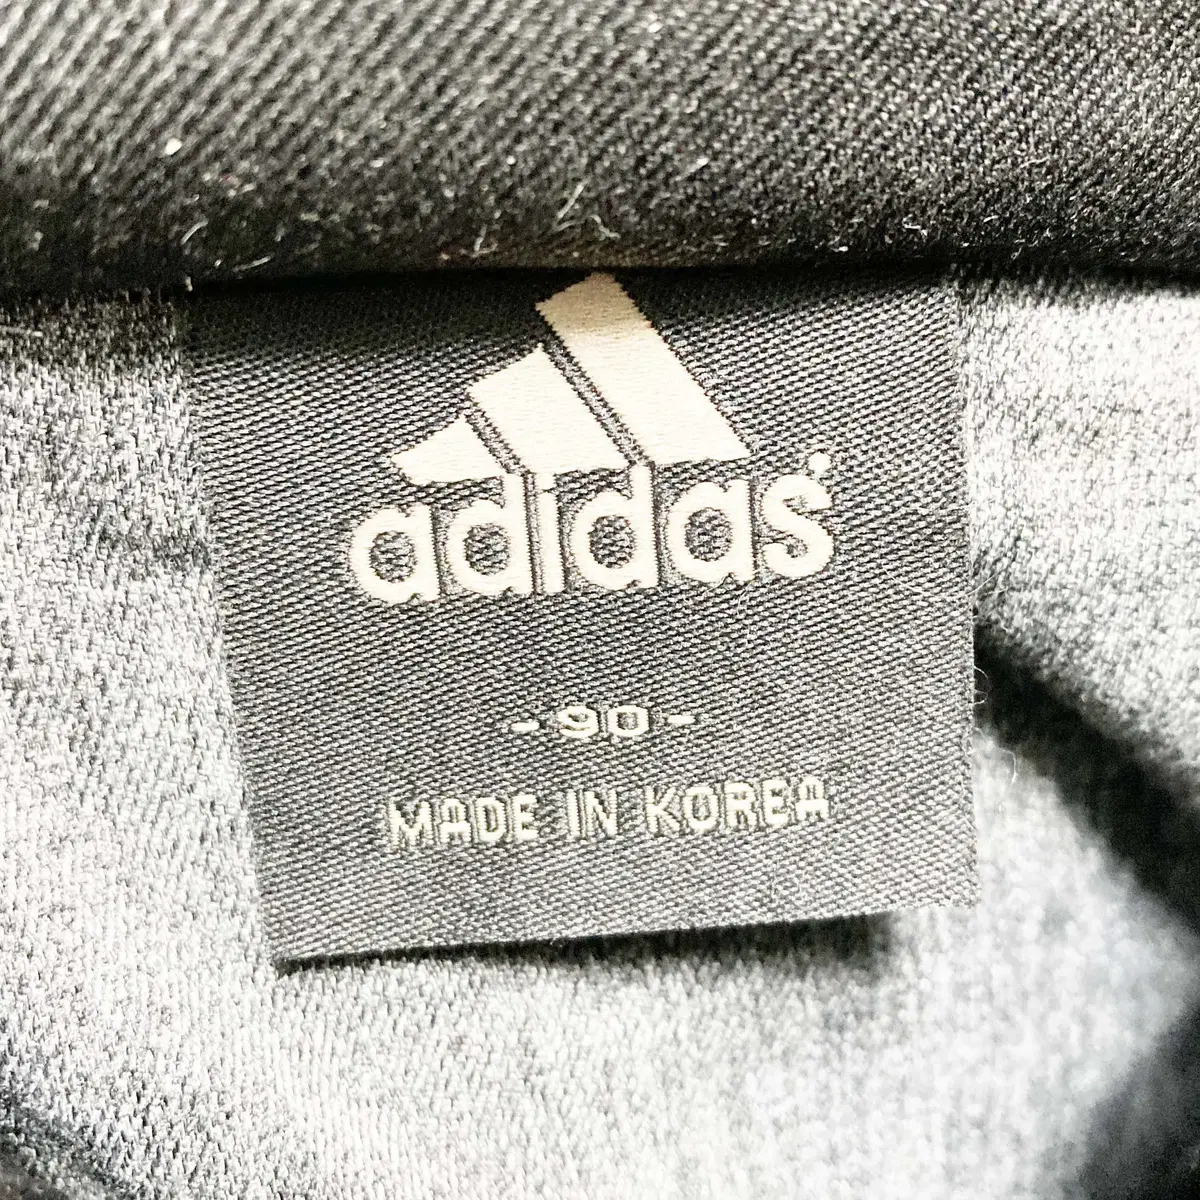 adidas
- 90 -
MADE IN KOREA